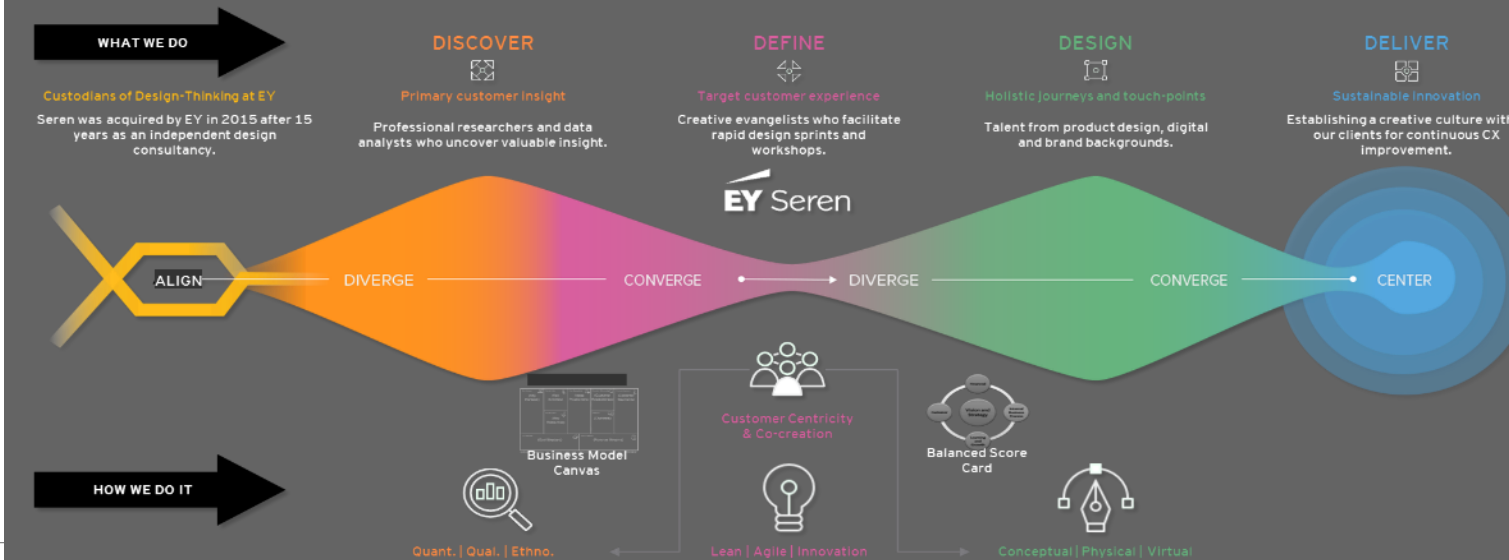 WHAT WE DO
DISCOVER
DEFINE
DESIGN
DELIVER
Custodians of Design-Thinking at EY
Primary customer insight
Target customer experience
Holistic journeys and touch-points
Sustainable innovation
Seren was acquired by EY in 2015 after 15
years as an independent design
consultancy.
Professional researchers and data
analysts who uncover valuable insight.
Creative evangelists who facilitate
rapid design sprints and
workshops.
Talent from product design, digital
and brand backgrounds.
Establishing a creative culture with
our clients for continuous CX
improvement.
EY Seren
ALIGN
DIVERGE
CONVERGE
DIVERGE
CONVERGE
CENTER
Customer Centricity
& Co-creation
Business Model
Canvas
Vision and
Strategy
Balanced Score
Card
HOW WE DO IT
Quant. | Qual. | Ethno.
Lean | Agile | Innovation
Conceptual | Physical | Virtual